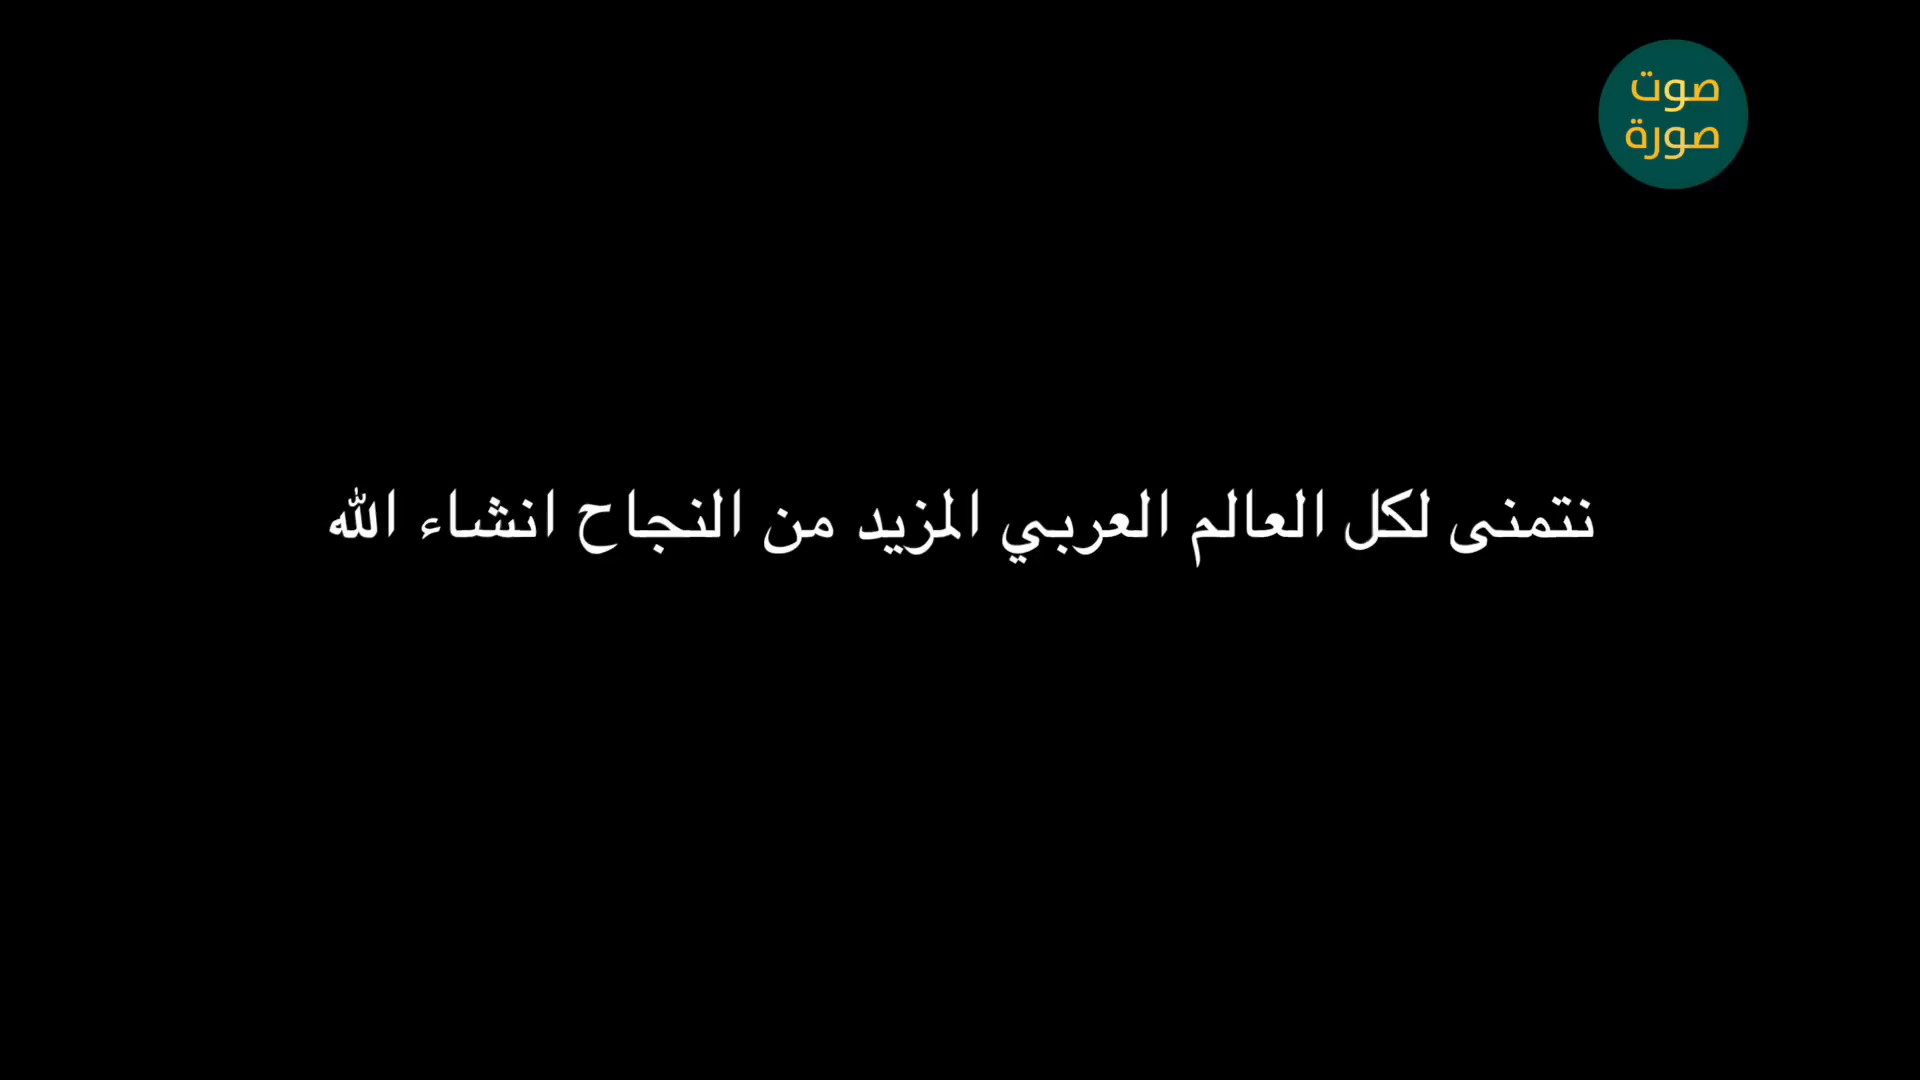 صوت
صورة
نتمنى لكل العالم العربي المزيد من النجاح انشاء الله